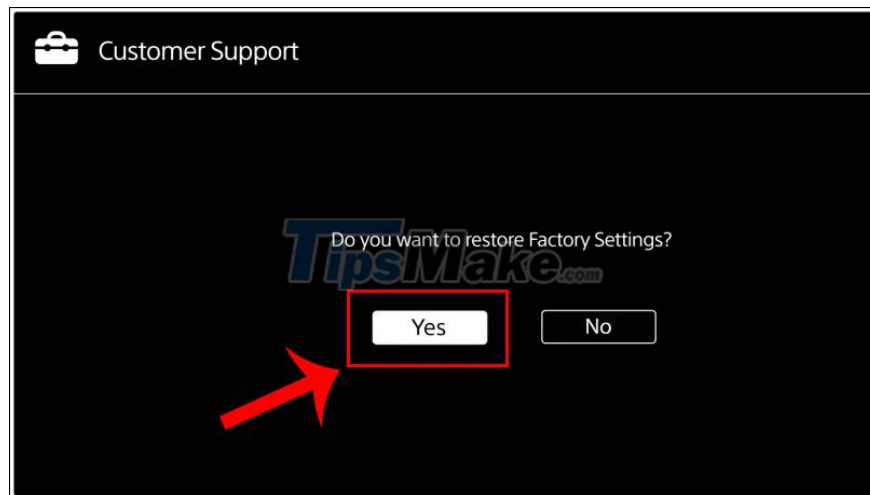 Customer Support
Do you want to restore Factory Settings?
TipsMake.com
Yes
No